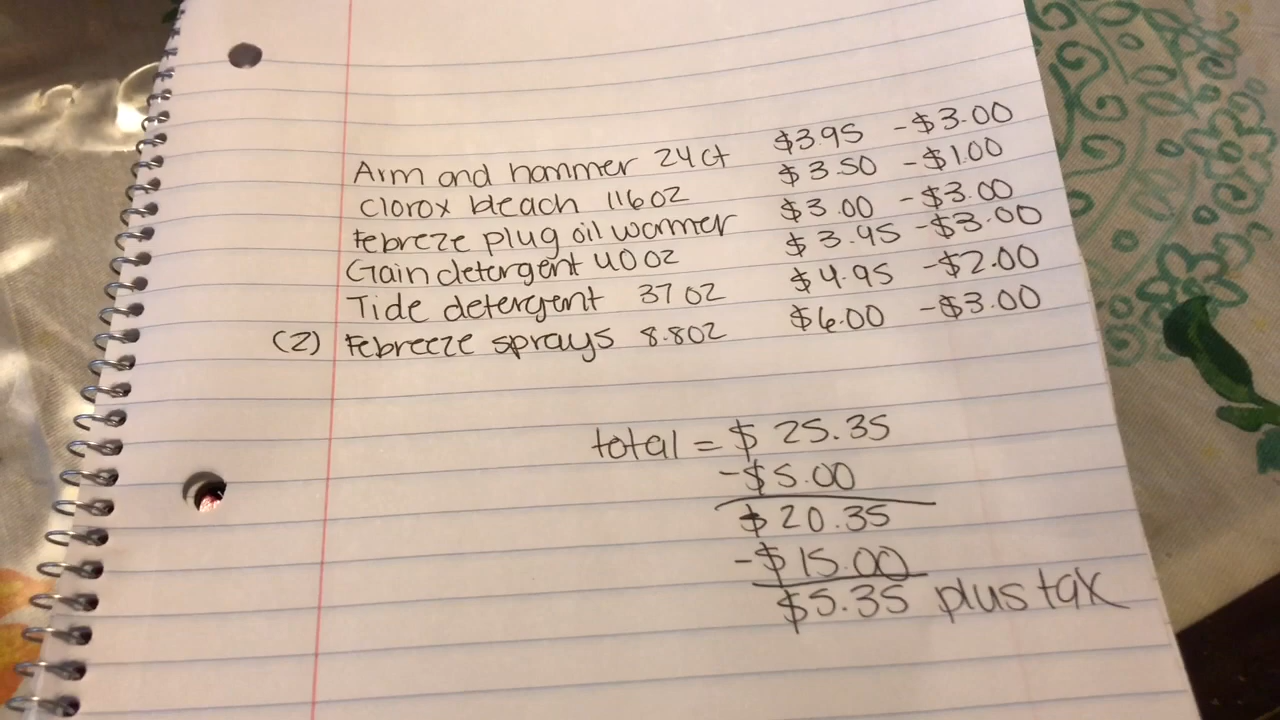 Arm and hammer 24ct $3.95 -$3.00
Clorox bleach 116oz $3.50 -$1.00
febreze plug oil warmer $3.00 -$3.00
Gain detergent 40 oz $3.95 -$3.00
Tide detergent 37oz $4.95 -$2.00
(2) Febreeze sprays 8.8oz $6.00 -$3.00
total = $25.35
-$5.00
$20.35
-$15.00
$5.35 plus tax